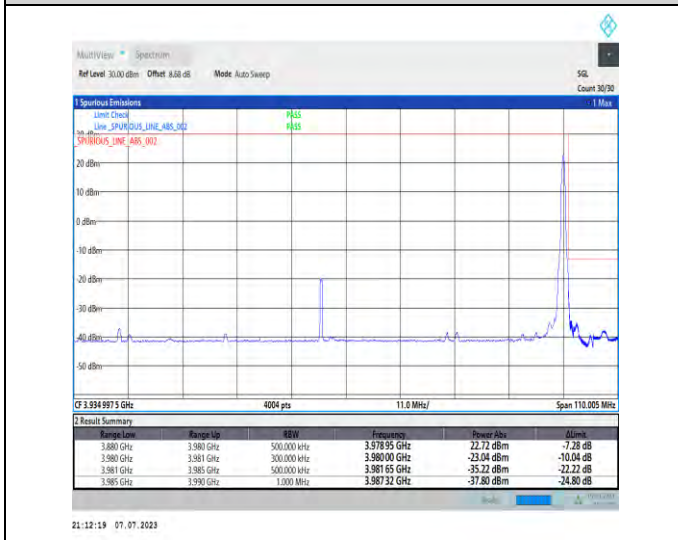 MultiView Spectrum
Ref Level 30.00 dBm Offset 8.68 dB Mode Auto Sweep SGL
Count 30/30
1 Spurious Emissions 1 Max
Limit Check PASS
Line _SPURIOUS_LINE_ABS_002 PASS
_SPURIOUS_LINE_ABS_002
20 dBm
10 dBm
0 dBm
-10 dBm
-20 dBm
-30 dBm
-40 dBm
-50 dBm
CF 3.934 997 5 GHz 4004 pts 11.0 MHz/ Span 110.005 MHz
2 Result Summary
Range Low Range Up RBW Frequency Power Abs ΔLimit
3.880 GHz 3.980 GHz 500.000 kHz 3.978 95 GHz 22.72 dBm -7.28 dB
3.980 GHz 3.981 GHz 300.000 kHz 3.980 00 GHz -23.04 dBm -10.04 dB
3.981 GHz 3.985 GHz 500.000 kHz 3.981 65 GHz -35.22 dBm -22.22 dB
3.985 GHz 3.990 GHz 1.000 MHz 3.987 32 GHz -37.80 dBm -24.80 dB
21:12:19 07.07.2023